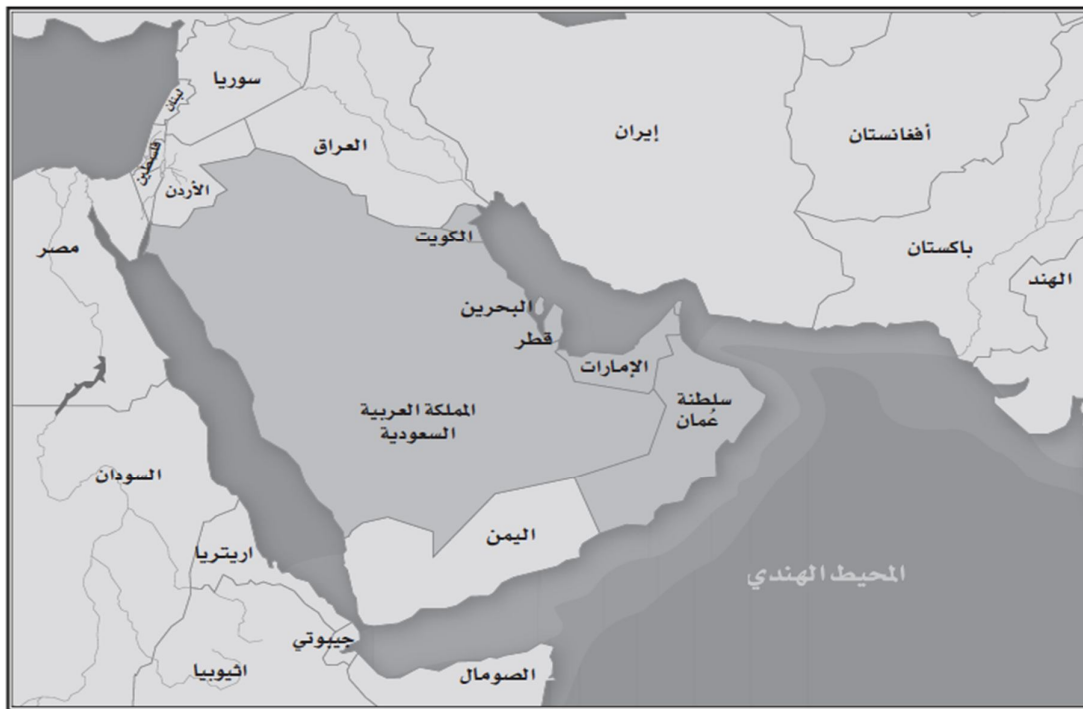 سوريا
لبنان
فلسطين
الأردن
العراق
إيران
أفغانستان
باكستان
الهند
مصر
الكويت
البحرين
قطر
الإمارات
سلطنة
عُمان
المملكة العربية
السعودية
السودان
اليمن
اريتريا
المحيط الهندي
جيبوتي
اثيوبيا
الصومال